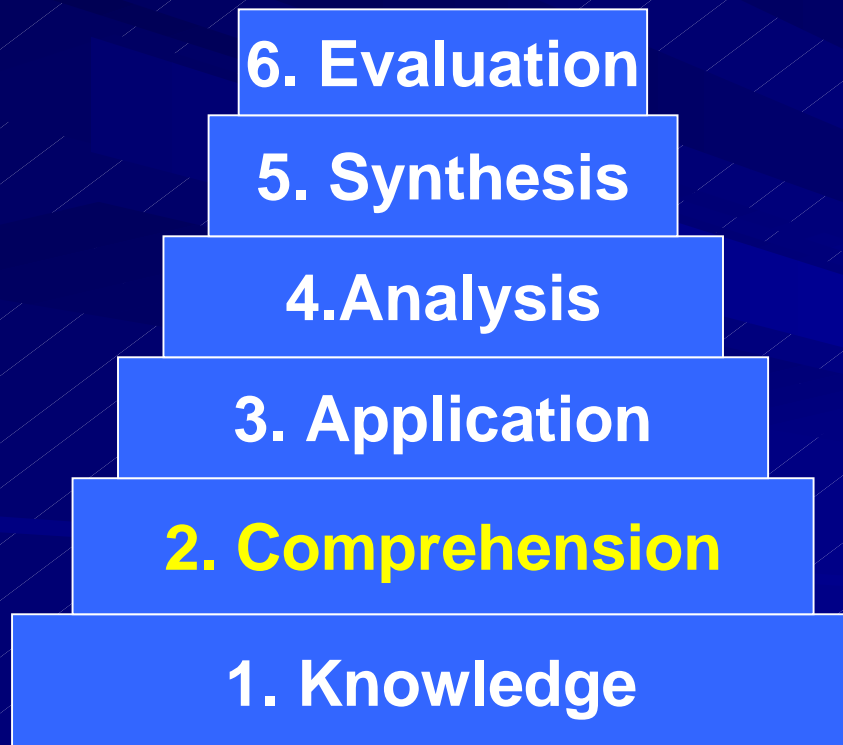 6. Evaluation
5. Synthesis
4.Analysis
3. Application
2. Comprehension
1. Knowledge